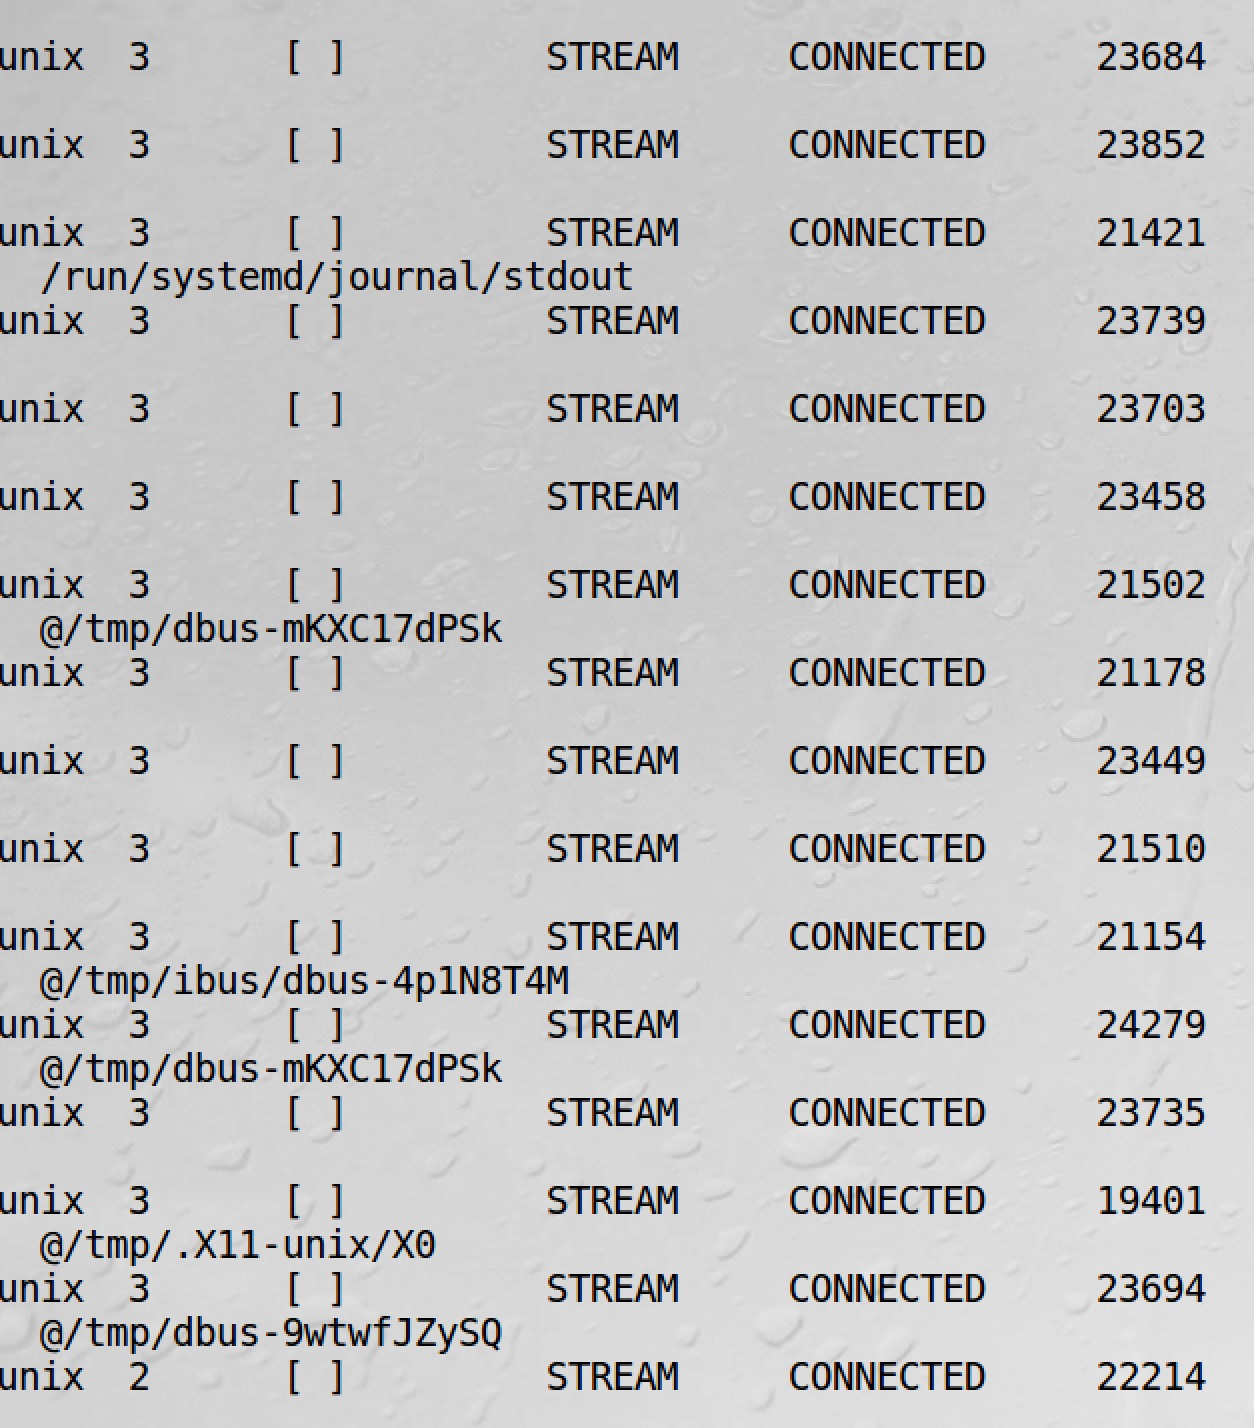 unix  3      [ ]         STREAM     CONNECTED     23684
unix  3      [ ]         STREAM     CONNECTED     23852
unix  3      [ ]         STREAM     CONNECTED     21421
/run/systemd/journal/stdout
unix  3      [ ]         STREAM     CONNECTED     23739
unix  3      [ ]         STREAM     CONNECTED     23703
unix  3      [ ]         STREAM     CONNECTED     23458
unix  3      [ ]         STREAM     CONNECTED     21502
@/tmp/dbus-mKXC17dPSk
unix  3      [ ]         STREAM     CONNECTED     21178
unix  3      [ ]         STREAM     CONNECTED     23449
unix  3      [ ]         STREAM     CONNECTED     21510
unix  3      [ ]         STREAM     CONNECTED     21154
@/tmp/ibus/dbus-4p1N8T4M
unix  3      [ ]         STREAM     CONNECTED     24279
@/tmp/dbus-mKXC17dPSk
unix  3      [ ]         STREAM     CONNECTED     23735
unix  3      [ ]         STREAM     CONNECTED     19401
@/tmp/.X11-unix/X0
unix  3      [ ]         STREAM     CONNECTED     23694
@/tmp/dbus-9wtwfJZySQ
unix  2      [ ]         STREAM     CONNECTED     22214